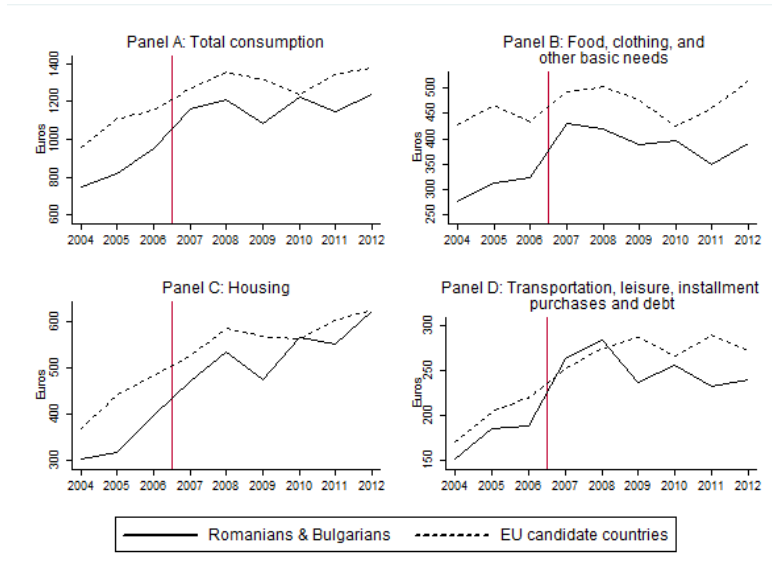 Panel A: Total consumption
Euros
1400
1200
1000
800
600
2004 2005 2006 2007 2008 2009 2010 2011 2012
Panel B: Food, clothing, and
other basic needs
Euros
500
450
400
350
300
250
2004 2005 2006 2007 2008 2009 2010 2011 2012
Panel C: Housing
Euros
600
500
400
300
2004 2005 2006 2007 2008 2009 2010 2011 2012
Panel D: Transportation, leisure, installment
purchases and debt
Euros
300
250
200
150
2004 2005 2006 2007 2008 2009 2010 2011 2012
Romanians & Bulgarians EU candidate countries